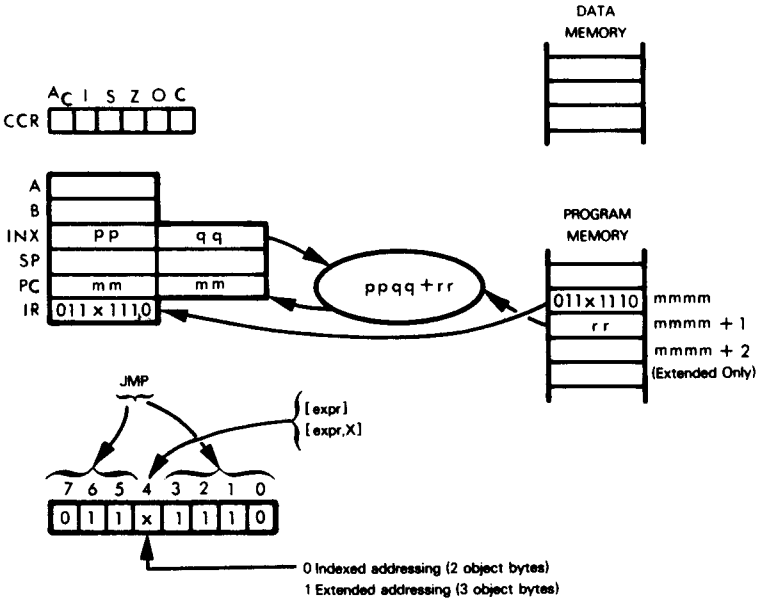 DATA
MEMORY
AC I S Z O C
CCR
A
B
INX pp qq
SP
PC mm mm
IR 011x1110
ppqq+rr
PROGRAM
MEMORY
011x1110 mmmm
rr mmmm + 1
mmmm + 2
(Extended Only)
JMP
[expr]
[expr,X]
7 6 5 4 3 2 1 0
0 1 1 x 1 1 1 0
0 Indexed addressing (2 object bytes)
1 Extended addressing (3 object bytes)